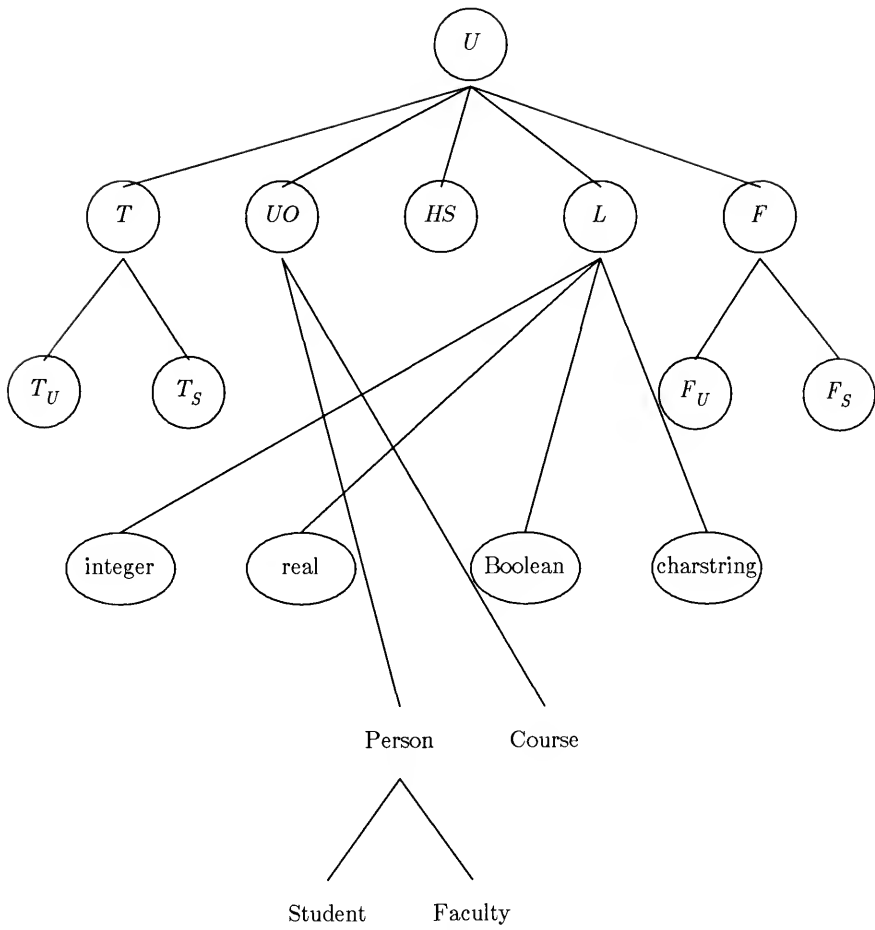 U
T UO HS L F
T_U T_S F_U F_S
integer real Boolean charstring
Person Course
Student Faculty